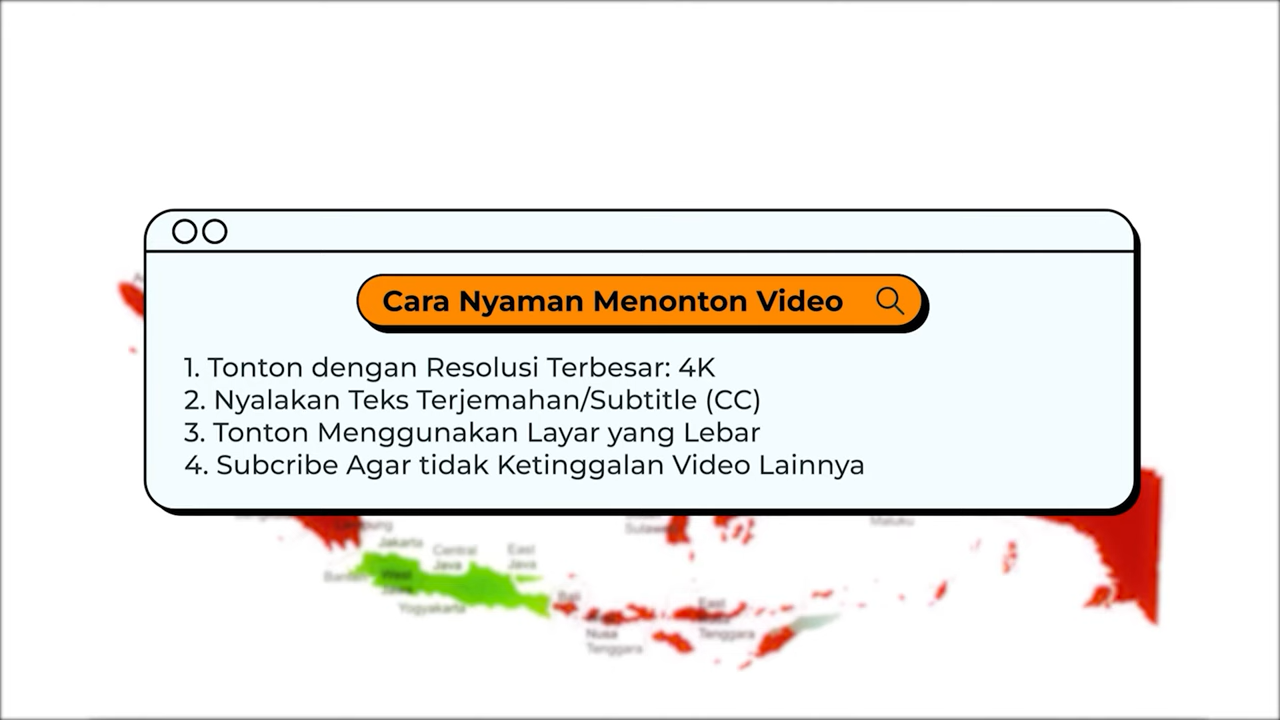 Cara Nyaman Menonton Video
1. Tonton dengan Resolusi Terbesar: 4K
2. Nyalakan Teks Terjemahan/Subtitle (CC)
3. Tonton Menggunakan Layar yang Lebar
4. Subcribe Agar tidak Ketinggalan Video Lainnya
Maluku
Jakarta
Central
Java
East
Java
West
Yogyakarta
Bali
East
Tenggara
Nusa
Tenggara